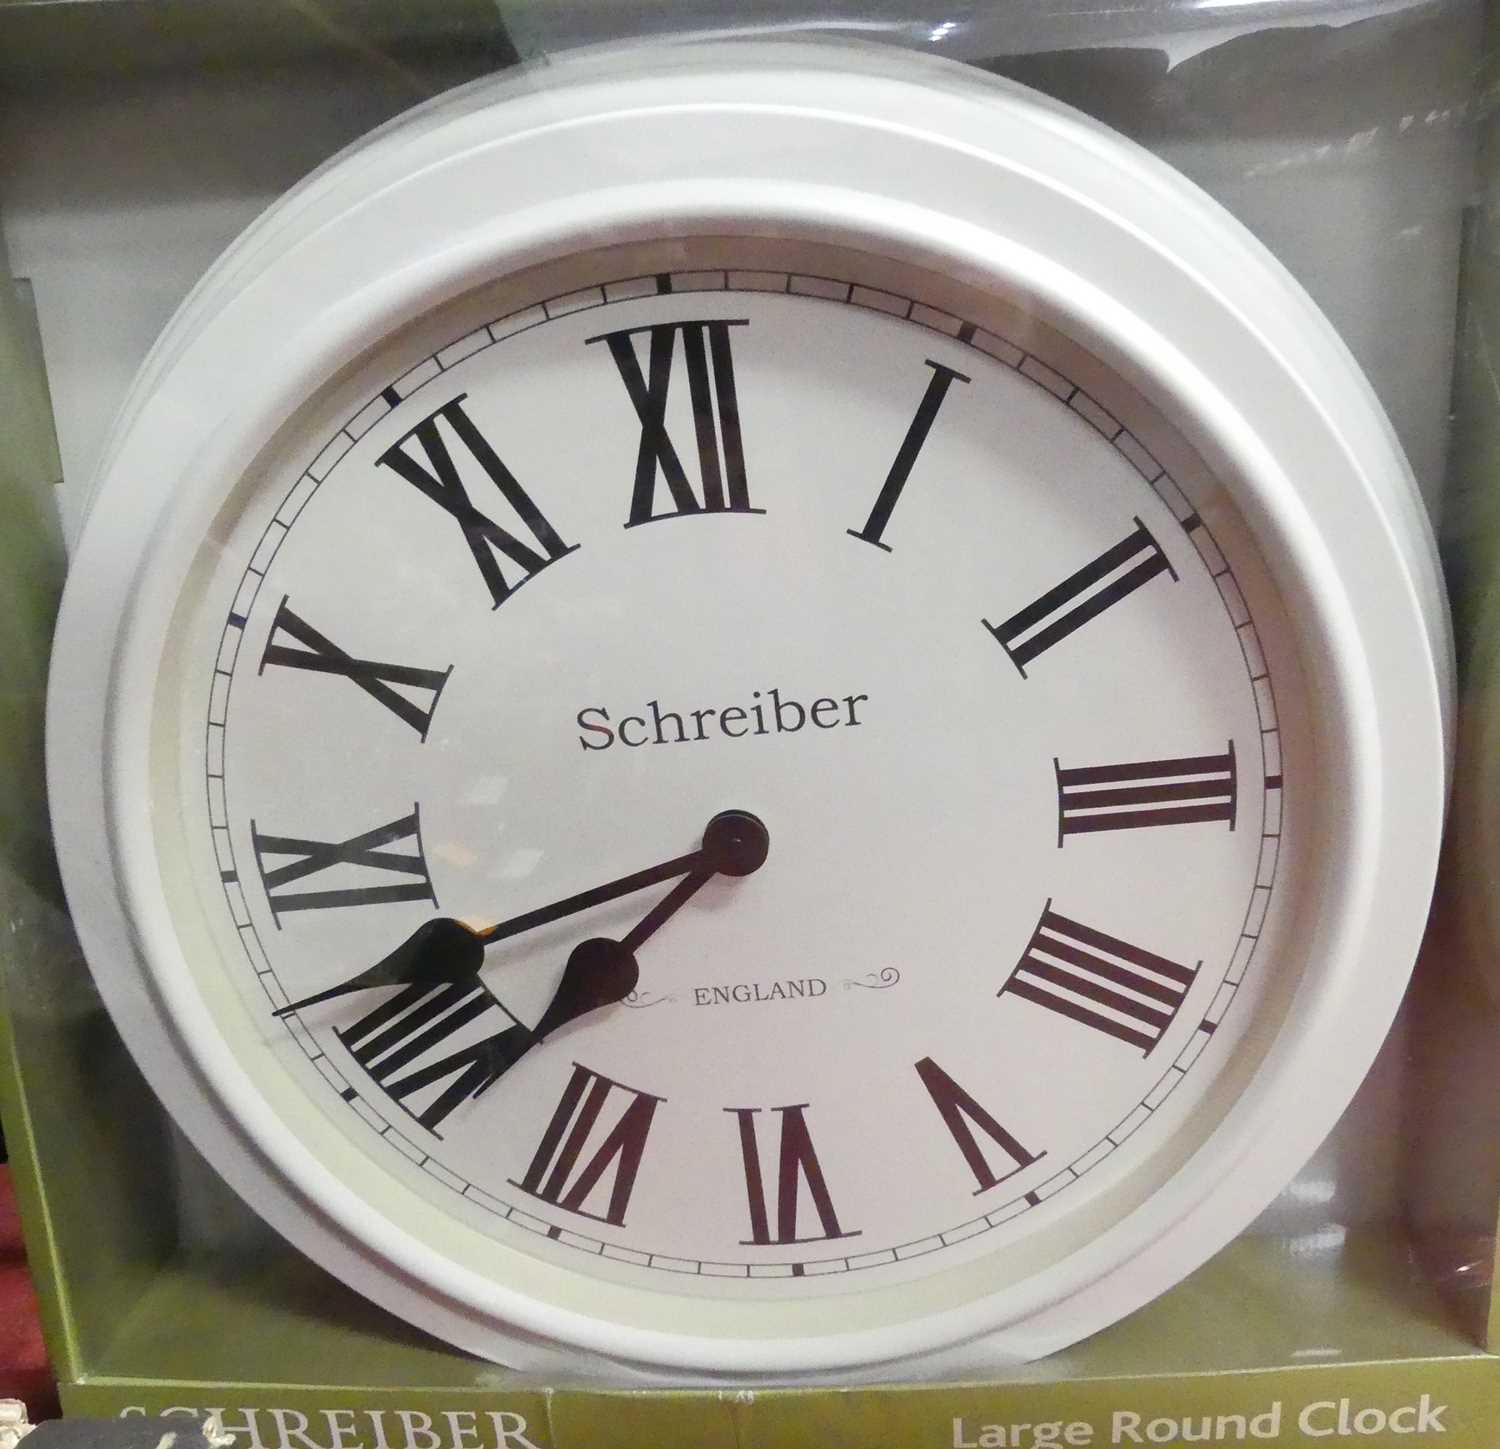 XII
I
II
III
IIII
V
VI
VII
VIII
IX
X
XI
Schreiber
ENGLAND
SCHREIBER
Large Round Clock